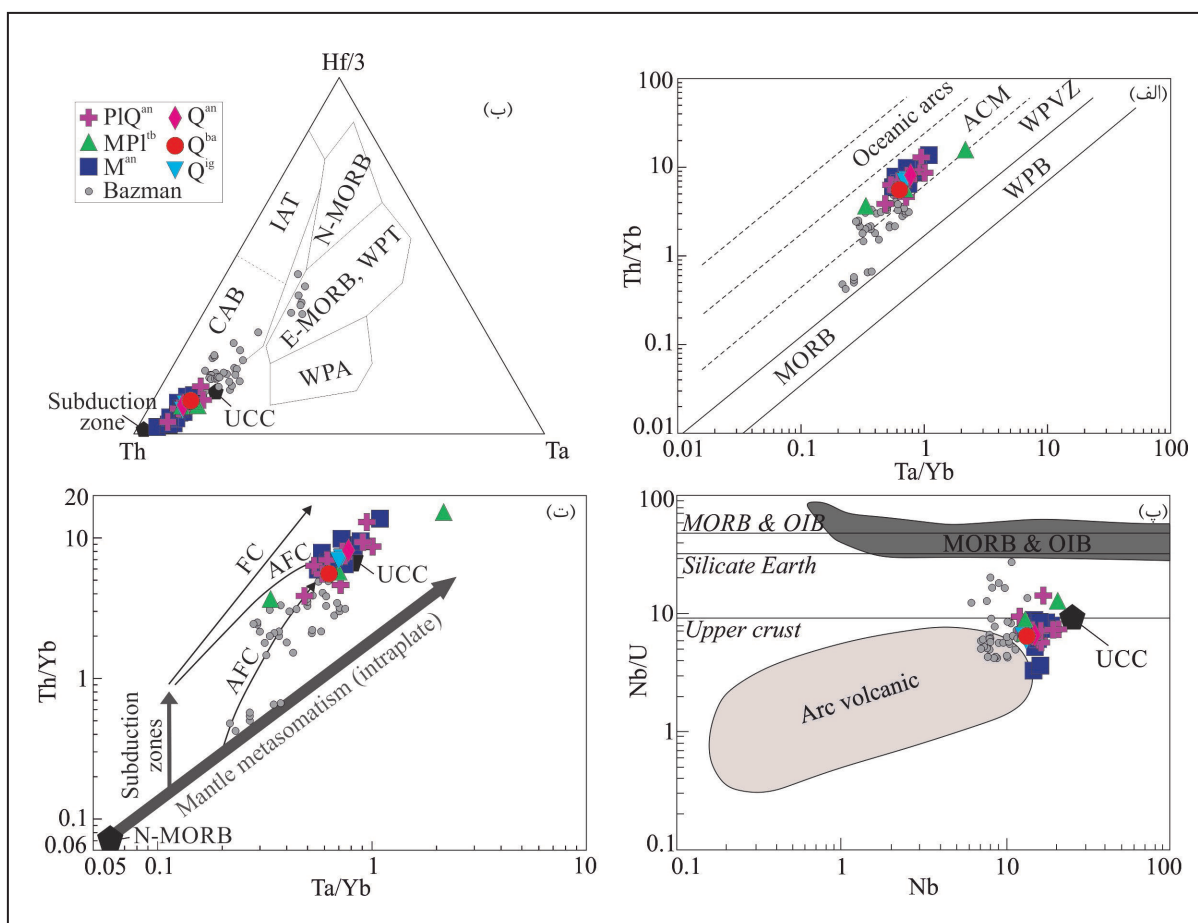 (ب)
Hf/3
PlQ^an
Q^an
MPl^tb
Q^ba
M^an
Q^ig
Bazman
IAT
N-MORB
CAB
E-MORB, WPT
WPA
Subduction
zone
UCC
Th
Ta
(الف)
100
10
1
0.1
0.01
Th/Yb
Oceanic arcs
ACM
WPVZ
WPB
MORB
0.01
0.1
1
10
100
Ta/Yb
(ت)
20
10
1
0.1
0.06
Th/Yb
FC
AFC
AFC
UCC
Subduction
zones
Mantle metasomatism (intraplate)
N-MORB
0.05
0.1
1
10
Ta/Yb
(پ)
100
10
1
0.1
Nb/U
MORB & OIB
MORB & OIB
Silicate Earth
Upper crust
UCC
Arc volcanic
0.1
1
10
100
Nb